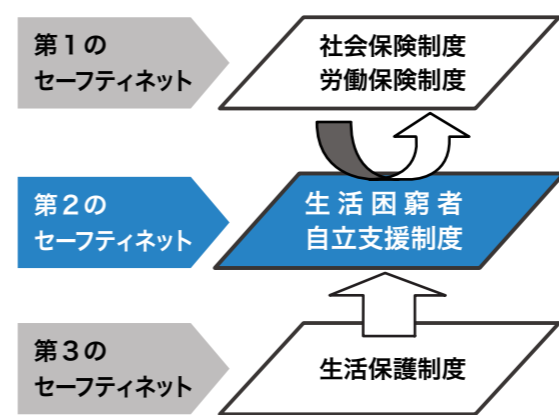 第1の
セーフティネット
社会保険制度
労働保険制度
第2の
セーフティネット
生活困窮者
自立支援制度
第3の
セーフティネット
生活保護制度